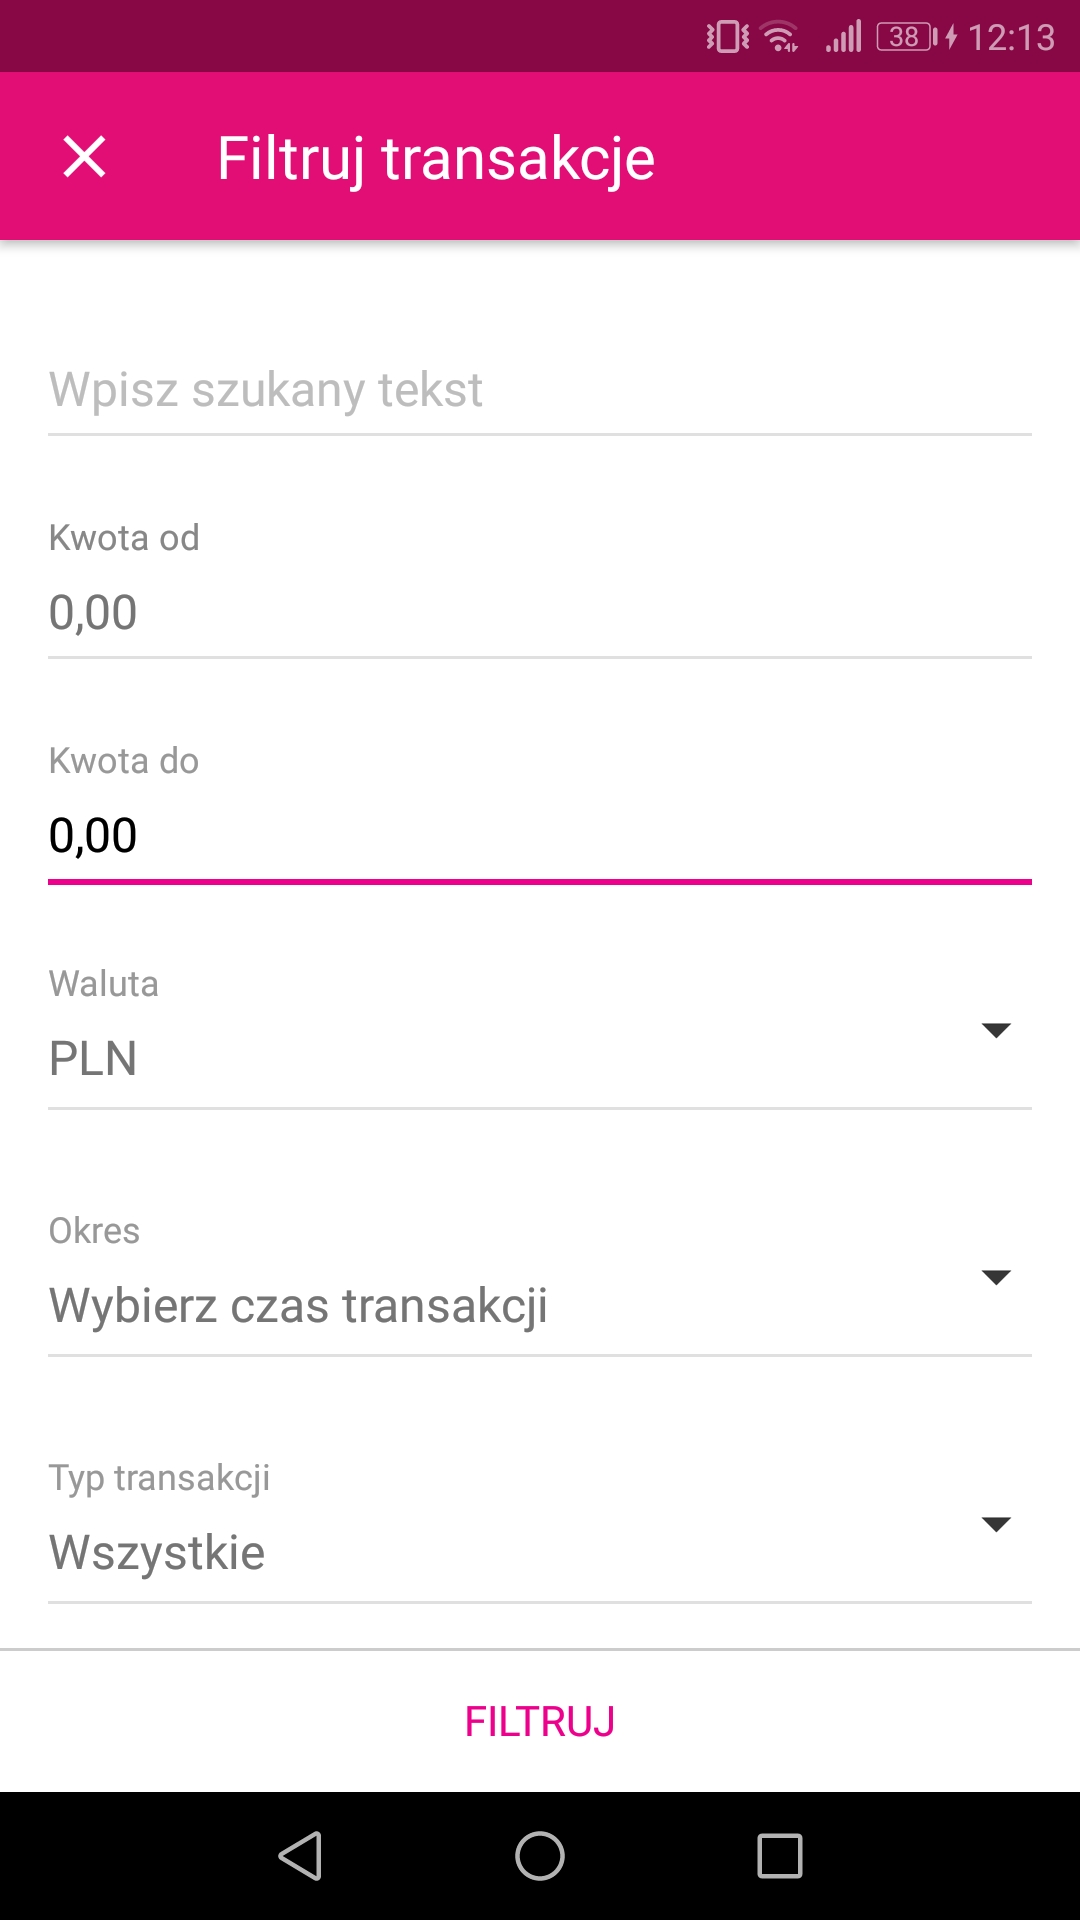 38 12:13
Filtruj transakcje
Wpisz szukany tekst
Kwota od
0,00
Kwota do
0,00
Waluta
PLN
Okres
Wybierz czas transakcji
Typ transakcji
Wszystkie
FILTRUJ